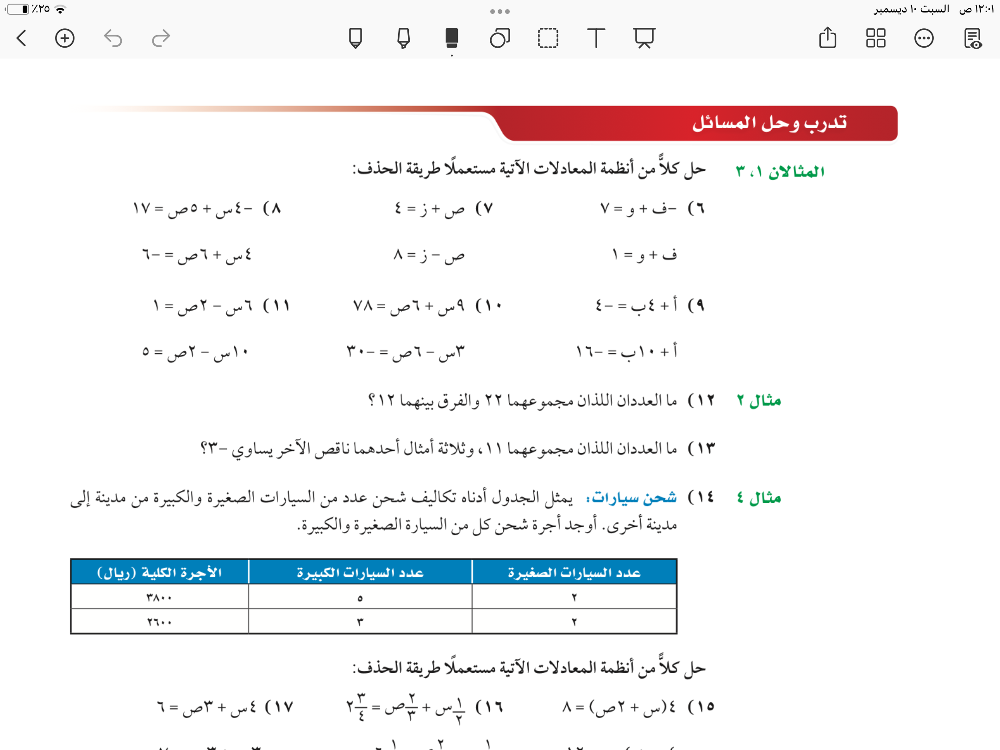 ١٢:٠١ ص السبت ١٠ ديسمبر ٢٥٪
تدرب وحل المسائل
المثالان ١، ٣ حل كلاًّ من أنظمة المعادلات الآتية مستعملًا طريقة الحذف:
٦) –ف + و = ٧ ٧) ص + ز = ٤ ٨) –٤س + ٥ص = ١٧
ف + و = ١ ص – ز = ٨ ٤س + ٦ص = –٦
٩) أ + ٤ب = –٤ ١٠) ٩س + ٦ص = ٧٨ ١١) ٦س – ٢ص = ١
أ + ١٠ب = –١٦ ٣س – ٦ص = –٣٠ ١٠س – ٢ص = ٥
مثال ٢ ١٢) ما العددان اللذان مجموعهما ٢٢ والفرق بينهما ١٢؟
١٣) ما العددان اللذان مجموعهما ١١، وثلاثة أمثال أحدهما ناقص الآخر يساوي –٣؟
مثال ٤ ١٤) شحن سيارات: يمثل الجدول أدناه تكاليف شحن عدد من السيارات الصغيرة والكبيرة من مدينة إلى
مدينة أخرى. أوجد أجرة شحن كل من السيارة الصغيرة والكبيرة.
عدد السيارات الصغيرة عدد السيارات الكبيرة الأجرة الكلية (ريال)
٢ ٥ ٣٨٠٠
٢ ٣ ٢٦٠٠
حل كلاًّ من أنظمة المعادلات الآتية مستعملًا طريقة الحذف:
١٥) ٤(س + ٢ص) = ٨ ١٦) ١/٢س + ٢/٣ص = ٢ ٣/٤ ١٧) ٤س + ٣ص = ٦